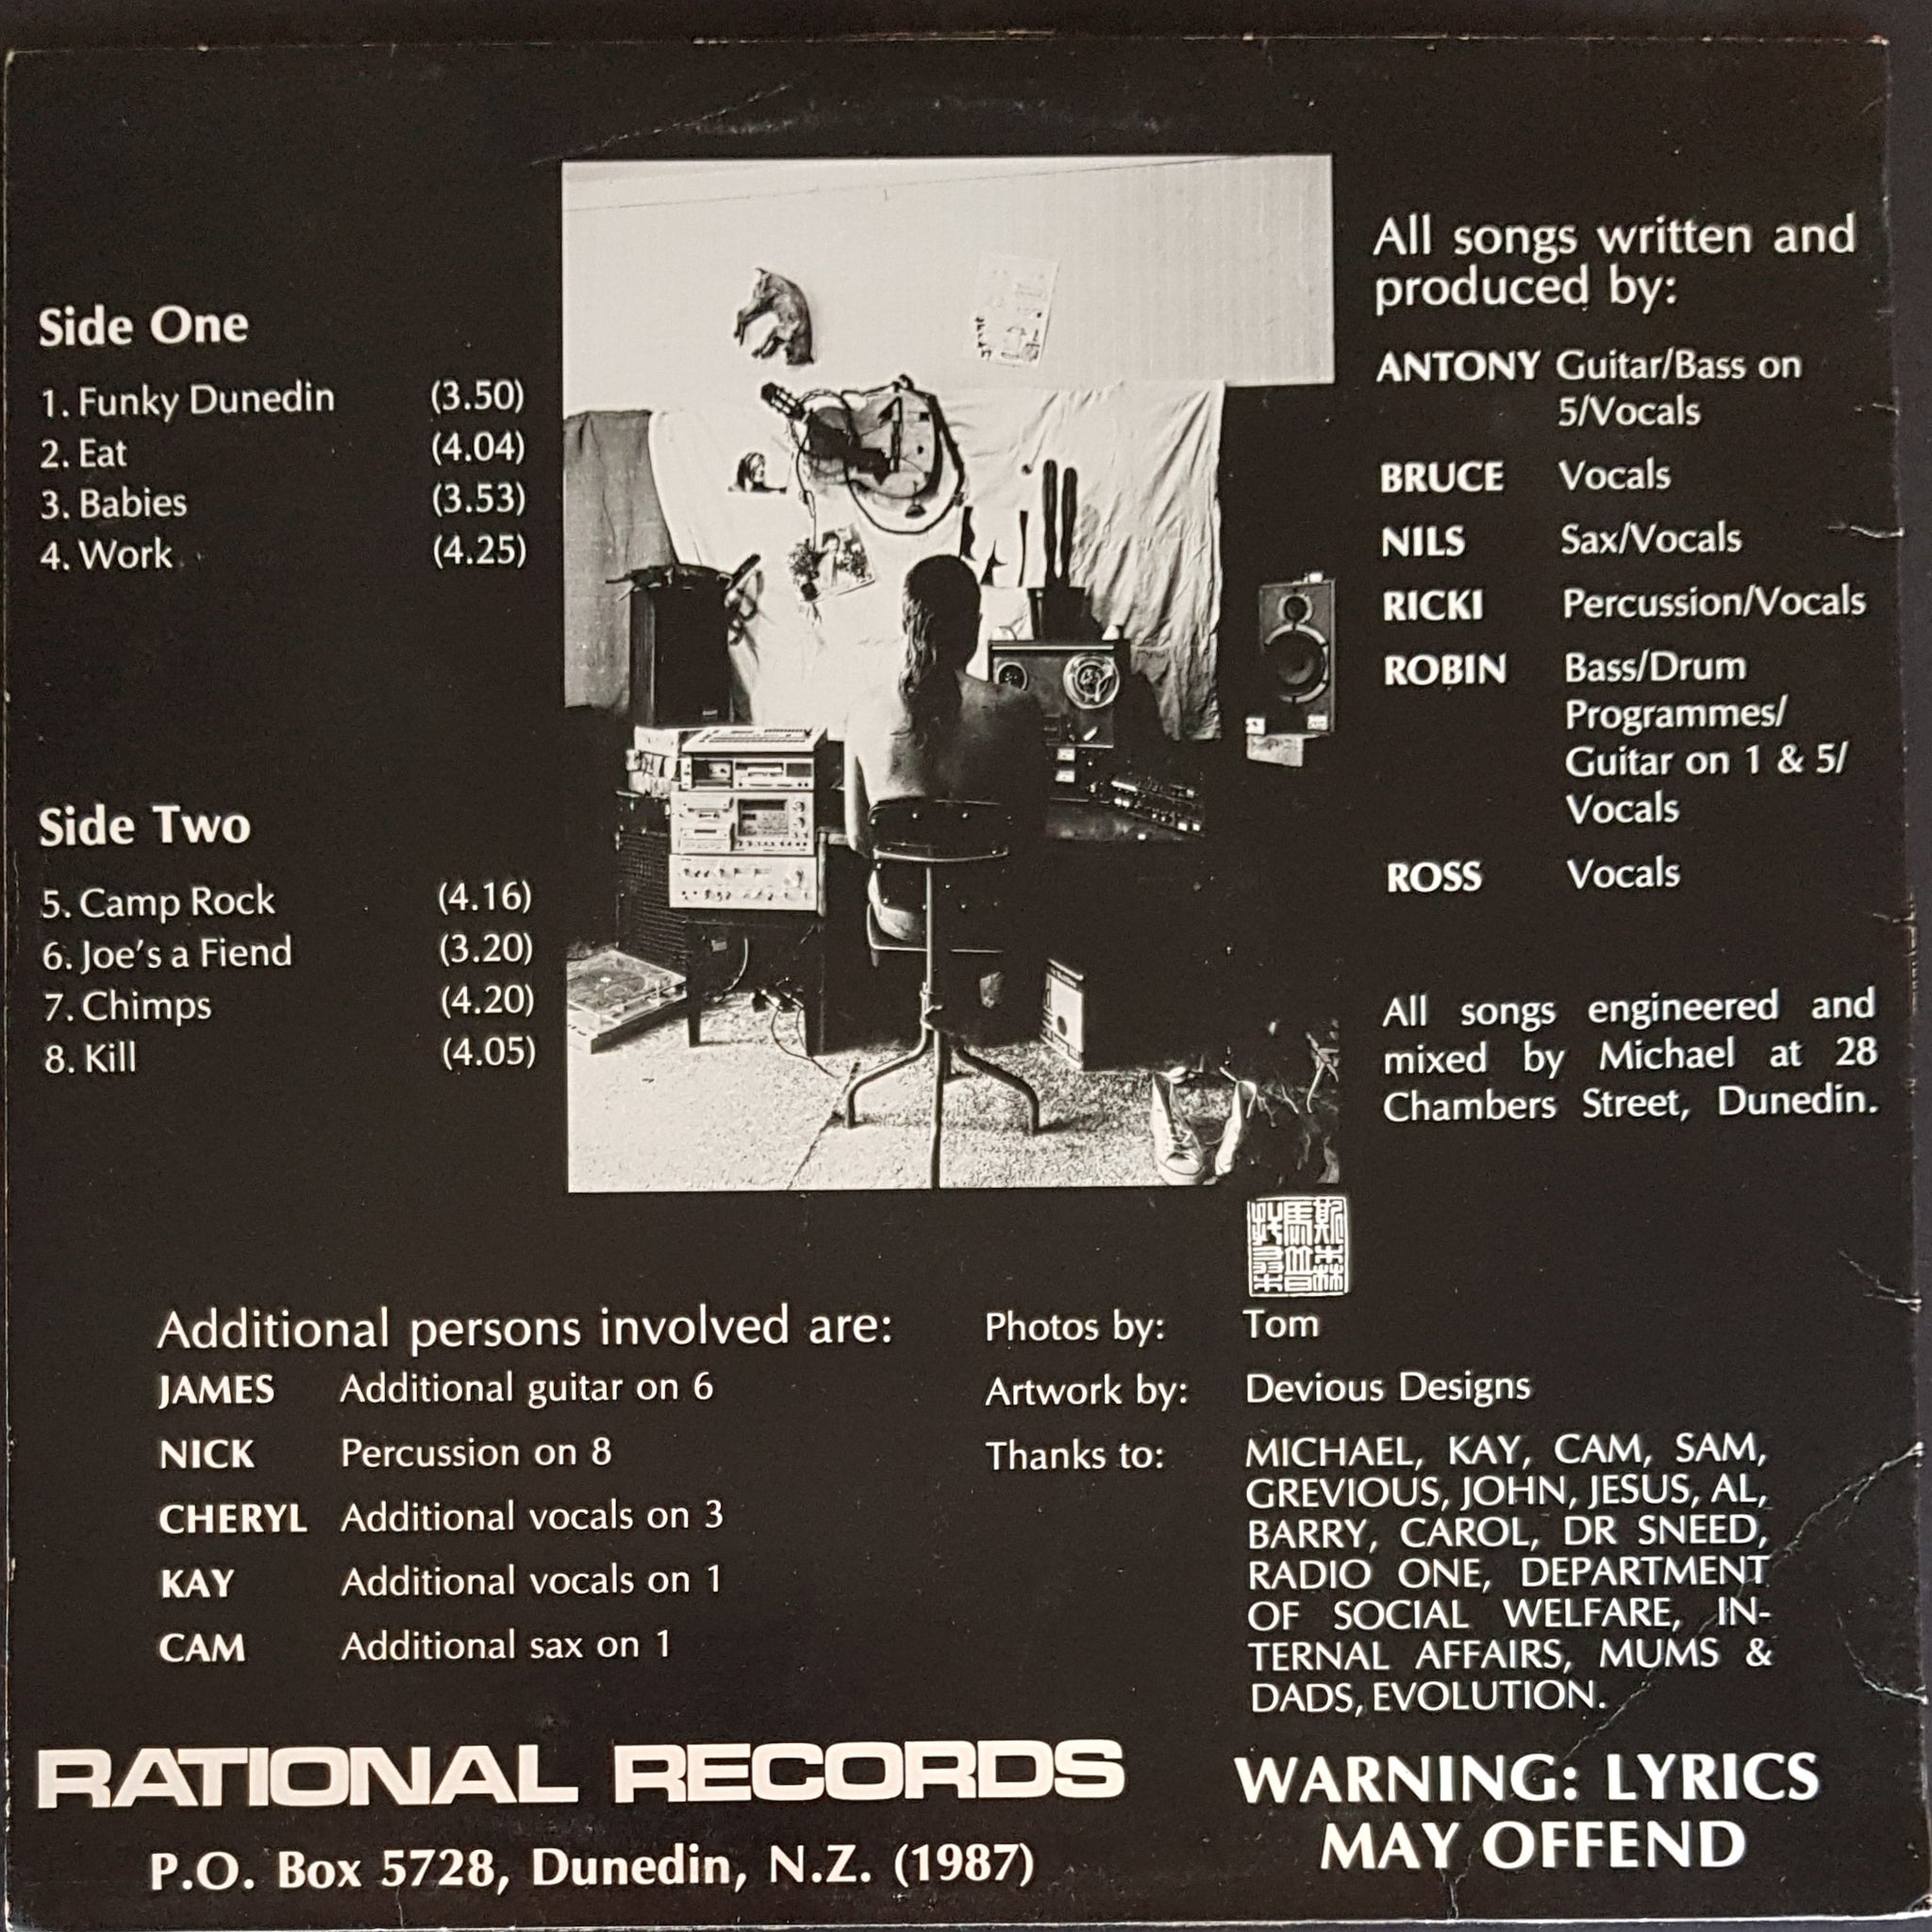 Side One
1. Funky Dunedin (3.50)
2. Eat (4.04)
3. Babies (3.53)
4. Work (4.25)
Side Two
5. Camp Rock (4.16)
6. Joe's a Fiend (3.20)
7. Chimps (4.20)
8. Kill (4.05)
All songs written and
produced by:
ANTONY Guitar/Bass on
5/Vocals
BRUCE Vocals
NILS Sax/Vocals
RICKI Percussion/Vocals
ROBIN Bass/Drum
Programmes/
Guitar on 1 & 5/
Vocals
ROSS Vocals
All songs engineered and
mixed by Michael at 28
Chambers Street, Dunedin.
Additional persons involved are:
JAMES Additional guitar on 6
NICK Percussion on 8
CHERYL Additional vocals on 3
KAY Additional vocals on 1
CAM Additional sax on 1
Photos by: Tom
Artwork by: Devious Designs
Thanks to: MICHAEL, KAY, CAM, SAM,
GREVIOUS, JOHN, JESUS, AL,
BARRY, CAROL, DR SNEED,
RADIO ONE, DEPARTMENT
OF SOCIAL WELFARE, IN-
TERNAL AFFAIRS, MUMS &
DADS, EVOLUTION.
RATIONAL RECORDS
P.O. Box 5728, Dunedin, N.Z. (1987)
WARNING: LYRICS
MAY OFFEND